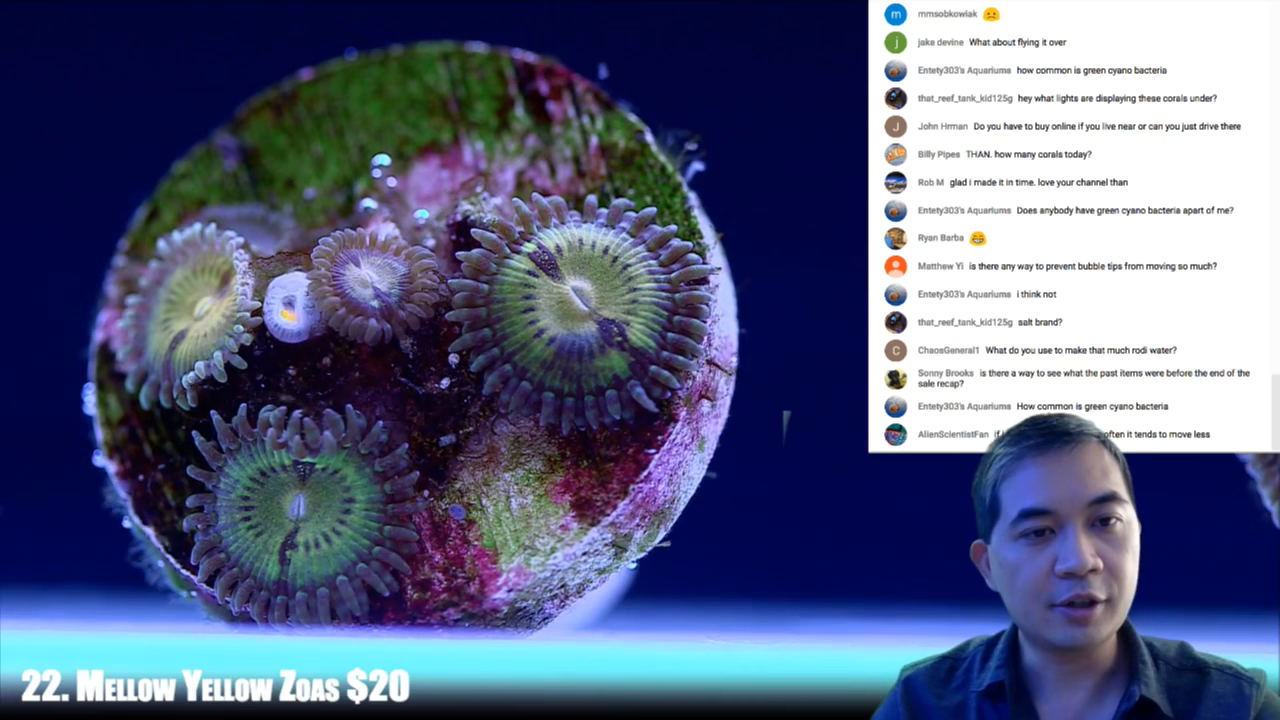 mmsobkowiak
jake devine What about flying it over
Entety303's Aquariums how common is green cyano bacteria
that_reef_tank_kid125g hey what lights are displaying these corals under?
John Hrman Do you have to buy online if you live near or can you just drive there
Billy Pipes THAN. how many corals today?
Rob M glad i made it in time. love your channel than
Entety303's Aquariums Does anybody have green cyano bacteria apart of me?
Ryan Barba
Matthew Yi is there any way to prevent bubble tips from moving so much?
Entety303's Aquariums i think not
that_reef_tank_kid125g salt brand?
ChaosGeneral1 What do you use to make that much rodi water?
Sonny Brooks is there a way to see what the past items were before the end of the
sale recap?
Entety303's Aquariums How common is green cyano bacteria
AlienScientistFan often it tends to move less
22. Mellow Yellow Zoas $20